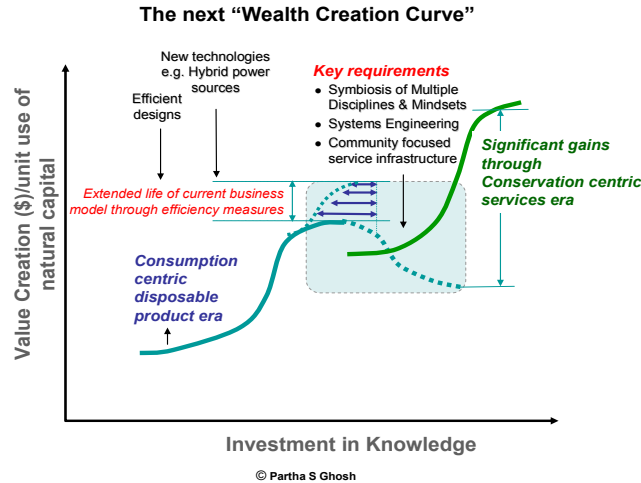 The next “Wealth Creation Curve”
New technologies
e.g. Hybrid power
sources
Efficient
designs
Key requirements
• Symbiosis of Multiple
Disciplines & Mindsets
• Systems Engineering
• Community focused
service infrastructure
Significant gains
through
Conservation centric
services era
Extended life of current business
model through efficiency measures
Consumption
centric
disposable
product era
Value Creation ($)/unit use of
natural capital
Investment in Knowledge
© Partha S Ghosh